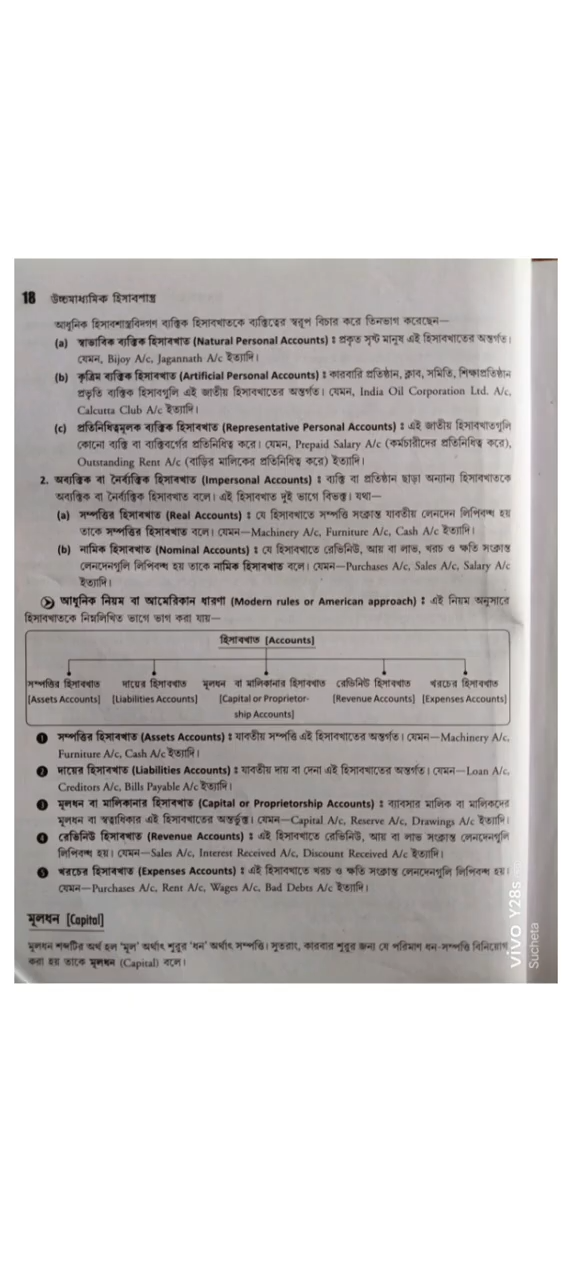 18 উচ্চমাধ্যমিক হিসাবশাস্ত্র
আধুনিক হিসাবশাস্ত্রবিদগণ ব্যক্তিক হিসাবখাতকে ব্যক্তিত্বের স্বরূপ বিচার করে তিনভাগ করেছেন—
(a) স্বাভাবিক ব্যক্তিক হিসাবখাত (Natural Personal Accounts) : প্রকৃত সৃষ্ট মানুষ এই হিসাবখাতের অন্তর্গত।
যেমন, Bijoy A/c, Jagannath A/c ইত্যাদি।
(b) কৃত্রিম ব্যক্তিক হিসাবখাত (Artificial Personal Accounts) : কারবারি প্রতিষ্ঠান, ক্লাব, সমিতি, শিক্ষাপ্রতিষ্ঠান
প্রভৃতি ব্যক্তিক হিসাবগুলি এই জাতীয় হিসাবখাতের অন্তর্গত। যেমন, India Oil Corporation Ltd. A/c,
Calcutta Club A/c ইত্যাদি।
(c) প্রতিনিধিত্বমূলক ব্যক্তিক হিসাবখাত (Representative Personal Accounts) : এই জাতীয় হিসাবখাতগুলি
কোনো ব্যক্তি বা ব্যক্তিবর্গের প্রতিনিধিত্ব করে। যেমন, Prepaid Salary A/c (কর্মচারীদের প্রতিনিধিত্ব করে),
Outstanding Rent A/c (বাড়ির মালিকের প্রতিনিধিত্ব করে) ইত্যাদি।
2. অব্যক্তিক বা নৈর্ব্যক্তিক হিসাবখাত (Impersonal Accounts) : ব্যক্তি বা প্রতিষ্ঠান ছাড়া অন্যান্য হিসাবখাতকে
অব্যক্তিক বা নৈর্ব্যক্তিক হিসাবখাত বলে। এই হিসাবখাত দুই ভাগে বিভক্ত। যথা—
(a) সম্পত্তির হিসাবখাত (Real Accounts) : যে হিসাবখাতে সম্পত্তি সংক্রান্ত যাবতীয় লেনদেন লিপিবদ্ধ হয়
তাকে সম্পত্তির হিসাবখাত বলে। যেমন—Machinery A/c, Furniture A/c, Cash A/c ইত্যাদি।
(b) নামিক হিসাবখাত (Nominal Accounts) : যে হিসাবখাতে রেভিনিউ, আয় বা লাভ, খরচ ও ক্ষতি সংক্রান্ত
লেনদেনগুলি লিপিবদ্ধ হয় তাকে নামিক হিসাবখাত বলে। যেমন—Purchases A/c, Sales A/c, Salary A/c
ইত্যাদি।
আধুনিক নিয়ম বা আমেরিকান ধারণা (Modern rules or American approach) : এই নিয়ম অনুসারে
হিসাবখাতকে নিম্নলিখিত ভাগে ভাগ করা যায়—
হিসাবখাত [Accounts]
সম্পত্তির হিসাবখাত দায়ের হিসাবখাত মূলধন বা মালিকানার হিসাবখাত রেভিনিউ হিসাবখাত খরচের হিসাবখাত
[Assets Accounts] [Liabilities Accounts] [Capital or Proprietor- [Revenue Accounts] [Expenses Accounts]
ship Accounts]
1 সম্পত্তির হিসাবখাত (Assets Accounts) : যাবতীয় সম্পত্তি এই হিসাবখাতের অন্তর্গত। যেমন—Machinery A/c,
Furniture A/c, Cash A/c ইত্যাদি।
2 দায়ের হিসাবখাত (Liabilities Accounts) : যাবতীয় দায় বা দেনা এই হিসাবখাতের অন্তর্গত। যেমন—Loan A/c,
Creditors A/c, Bills Payable A/c ইত্যাদি।
3 মূলধন বা মালিকানার হিসাবখাত (Capital or Proprietorship Accounts) : ব্যাবসার মালিক বা মালিকদের
মূলধন বা স্বত্বাধিকার এই হিসাবখাতের অন্তর্ভুক্ত। যেমন—Capital A/c, Reserve A/c, Drawings A/c ইত্যাদি।
4 রেভিনিউ হিসাবখাত (Revenue Accounts) : এই হিসাবখাতে রেভিনিউ, আয় বা লাভ সংক্রান্ত লেনদেনগুলি
লিপিবদ্ধ হয়। যেমন—Sales A/c, Interest Received A/c, Discount Received A/c ইত্যাদি।
5 খরচের হিসাবখাত (Expenses Accounts) : এই হিসাবখাতে খরচ ও ক্ষতি সংক্রান্ত লেনদেনগুলি লিপিবদ্ধ হয়।
যেমন—Purchases A/c, Rent A/c, Wages A/c, Bad Debts A/c ইত্যাদি।
মূলধন [Capital]
মূলধন শব্দটির অর্থ হল 'মূল' অর্থাৎ শুরুর 'ধন' অর্থাৎ সম্পত্তি। সুতরাং, কারবার শুরুর জন্য যে পরিমাণ ধন-সম্পত্তি বিনিয়োগ
করা হয় তাকে মূলধন (Capital) বলে।
vivo Y28s
Sucheta